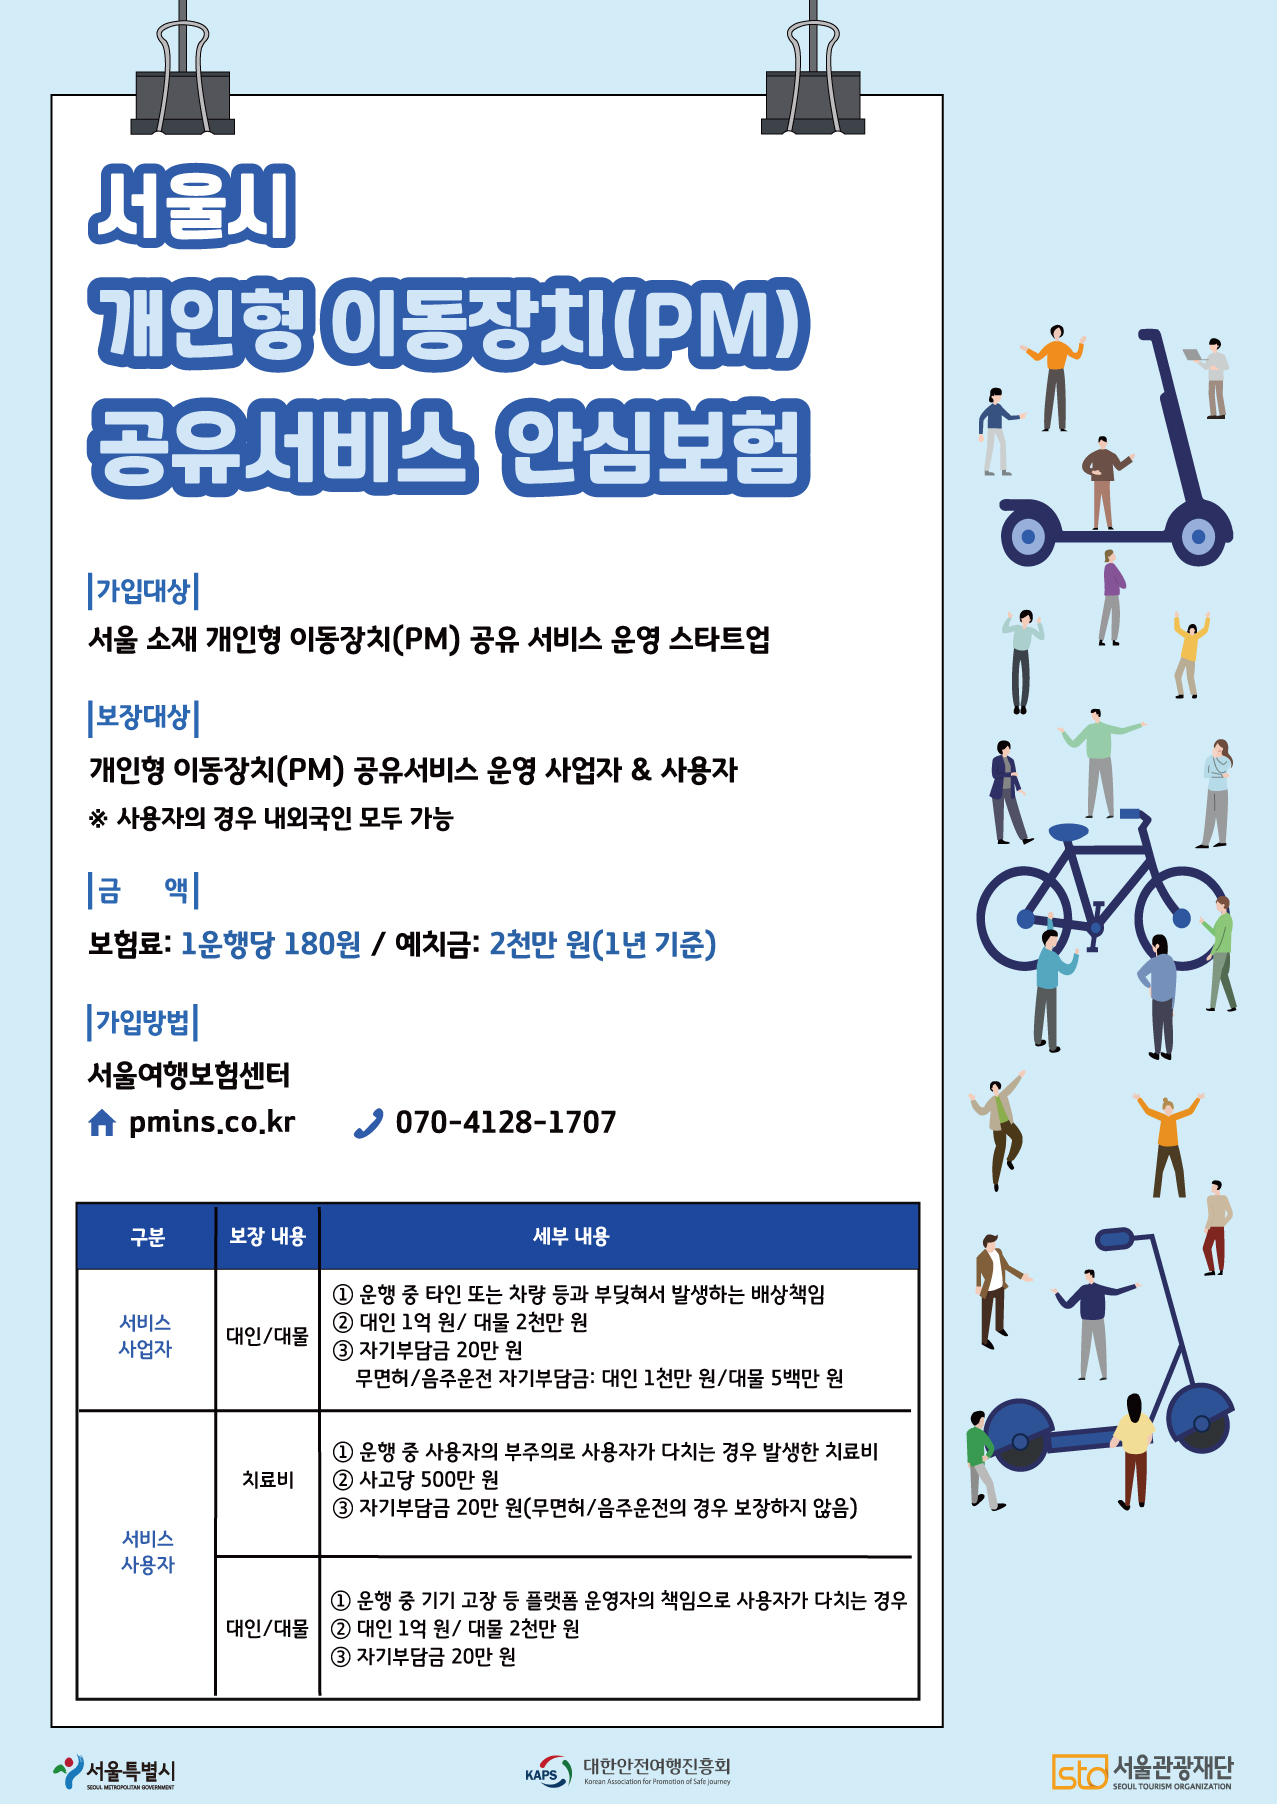 서울시
개인형 이동장치(PM)
공유서비스 안심보험
|가입대상|
서울 소재 개인형 이동장치(PM) 공유 서비스 운영 스타트업
|보장대상|
개인형 이동장치(PM) 공유서비스 운영 사업자 & 사용자
※ 사용자의 경우 내외국인 모두 가능
|금 액|
보험료: 1운행당 180원 / 예치금: 2천만 원(1년 기준)
|가입방법|
서울여행보험센터
pmins.co.kr 070-4128-1707
구분 보장 내용 세부 내용
서비스
사업자
대인/대물
① 운행 중 타인 또는 차량 등과 부딪혀서 발생하는 배상책임
② 대인 1억 원/ 대물 2천만 원
③ 자기부담금 20만 원
무면허/음주운전 자기부담금: 대인 1천만 원/대물 5백만 원
서비스
사용자
치료비
① 운행 중 사용자의 부주의로 사용자가 다치는 경우 발생한 치료비
② 사고당 500만 원
③ 자기부담금 20만 원(무면허/음주운전의 경우 보장하지 않음)
대인/대물
① 운행 중 기기 고장 등 플랫폼 운영자의 책임으로 사용자가 다치는 경우
② 대인 1억 원/ 대물 2천만 원
③ 자기부담금 20만 원
서울특별시
SEOUL METROPOLITAN GOVERNMENT
KAPS
대한안전여행진흥회
Korean Association for Promotion of Safe journey
sto
서울관광재단
SEOUL TOURISM ORGANIZATION